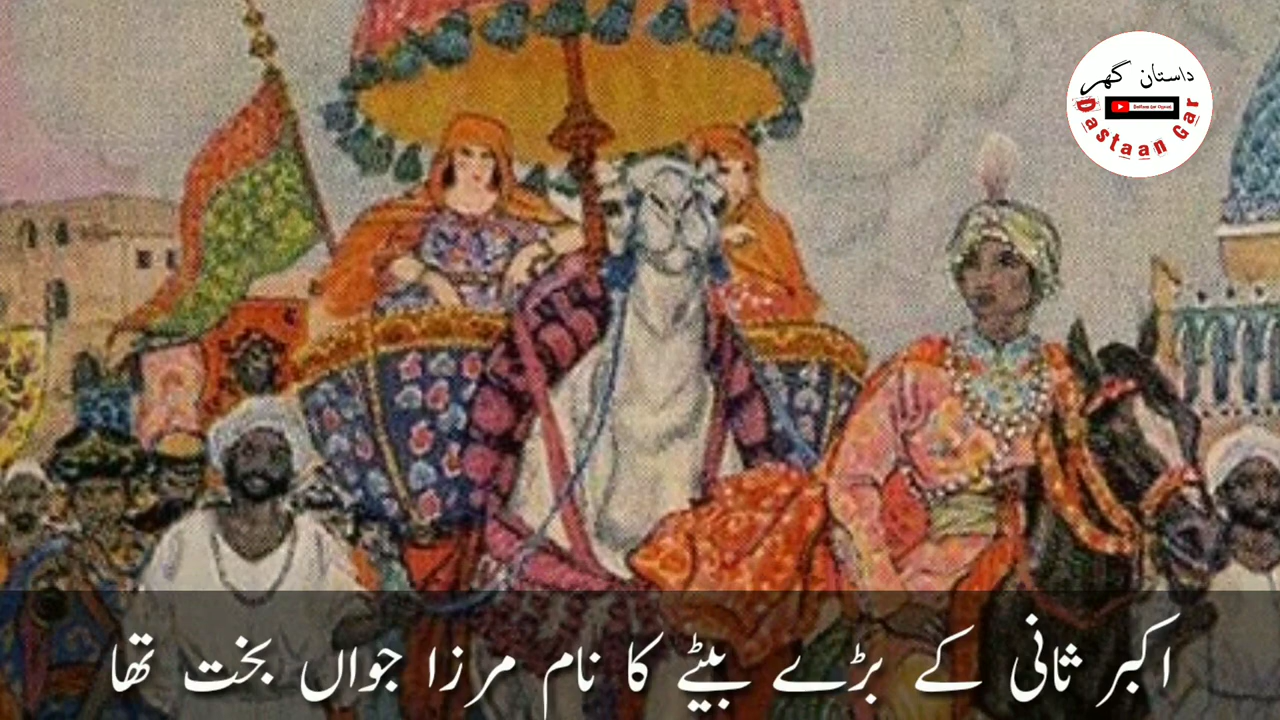 داستان گھر
Dastaan Gar
اکبر ثانی کے بڑے بیٹے کا نام مرزا جواں بخت تھا